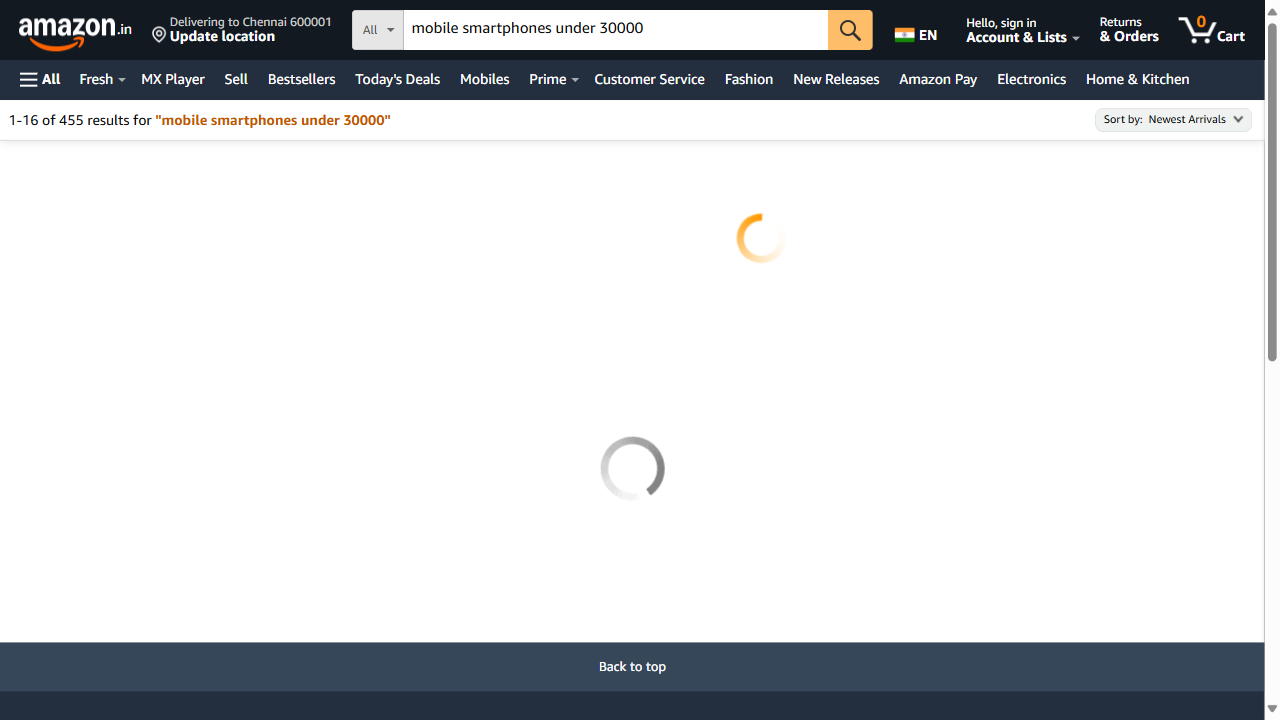 amazon.in
Delivering to Chennai 600001
Update location
All
mobile smartphones under 30000
EN
Hello, sign in
Account & Lists
Returns
& Orders
0
Cart
All
Fresh
MX Player
Sell
Bestsellers
Today's Deals
Mobiles
Prime
Customer Service
Fashion
New Releases
Amazon Pay
Electronics
Home & Kitchen
1-16 of 455 results for "mobile smartphones under 30000"
Sort by: Newest Arrivals
Back to top